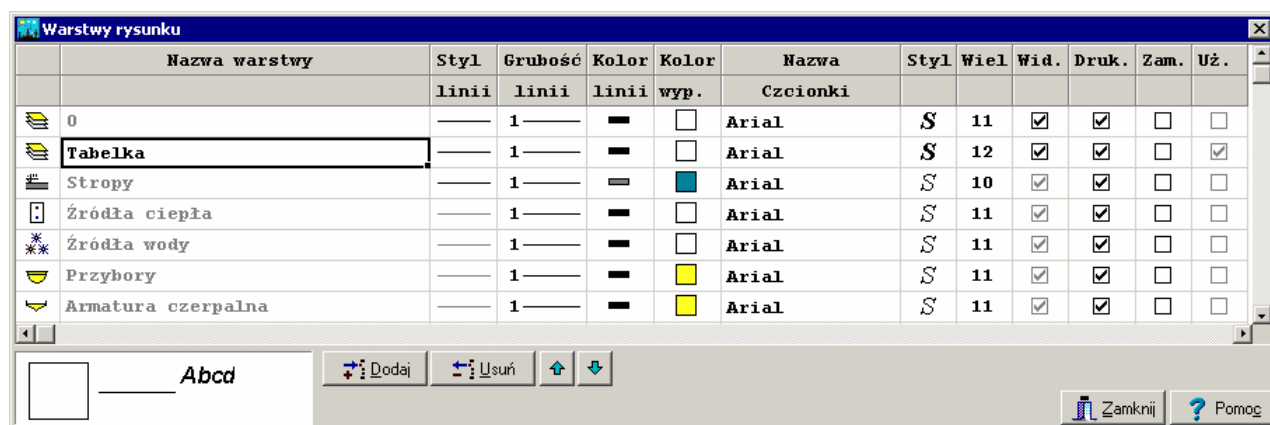 Warstwy rysunku
Nazwa warstwy Styl Grubość Kolor Kolor Nazwa Styl Wiel Wid. Druk. Zam. Uż.
linii linii linii wyp. Czcionki
0 1 Arial S 11
Tabelka 1 Arial S 12
Stropy 1 Arial S 10
Źródła ciepła 1 Arial S 11
Źródła wody 1 Arial S 11
Przybory 1 Arial S 11
Armatura czerpalna 1 Arial S 11
Abcd Dodaj Usuń
Zamknij ? Pomoc